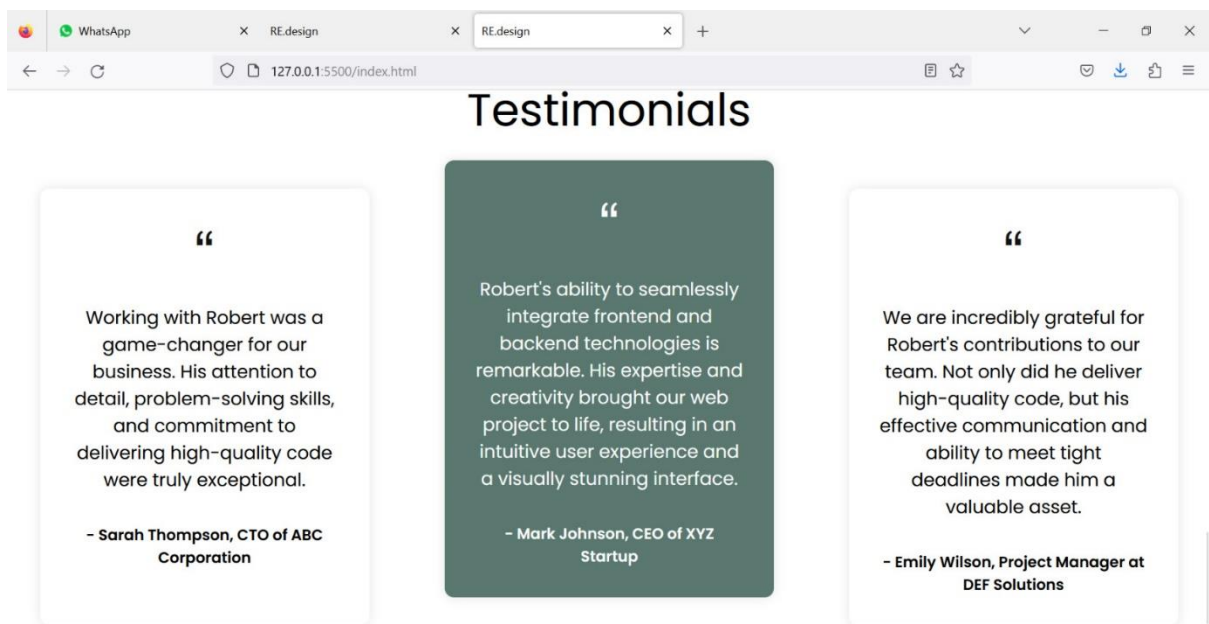 WhatsApp
RE.design
RE.design
127.0.0.1:5500/index.html
Testimonials
“
Working with Robert was a
game-changer for our
business. His attention to
detail, problem-solving skills,
and commitment to
delivering high-quality code
were truly exceptional.
- Sarah Thompson, CTO of ABC
Corporation
“
Robert's ability to seamlessly
integrate frontend and
backend technologies is
remarkable. His expertise and
creativity brought our web
project to life, resulting in an
intuitive user experience and
a visually stunning interface.
- Mark Johnson, CEO of XYZ
Startup
“
We are incredibly grateful for
Robert's contributions to our
team. Not only did he deliver
high-quality code, but his
effective communication and
ability to meet tight
deadlines made him a
valuable asset.
- Emily Wilson, Project Manager at
DEF Solutions